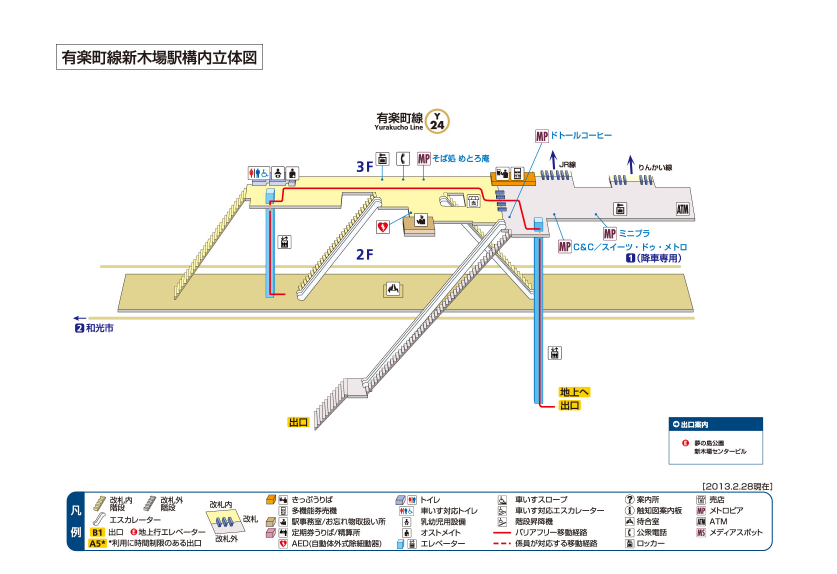 有楽町線新木場駅構内立体図
有楽町線
Yurakucho Line
Y
24
MP ドトールコーヒー
3F
MP そば処 めとろ庵
JR線
りんかい線
ATM
MP ミニプラ
MP C&C／スイーツ・ドゥ・メトロ
1 (降車専用)
2F
2 和光市
地上へ
出口
出口
出口案内
E 夢の島公園
新木場センタービル
[2013.2.28現在]
凡例
改札内階段
改札外階段
エスカレーター
B1 出口
E 地上行エレベーター
A5* *利用に時間制限のある出口
改札内
改札
改札外
きっぷうりば
多機能券売機
駅事務室/お忘れ物取扱い所
定期券うりば/精算所
AED(自動体外式除細動器)
トイレ
車いす対応トイレ
乳幼児用設備
オストメイト
エレベーター
車いすスロープ
車いす対応エスカレーター
階段昇降機
バリアフリー移動経路
係員が対応する移動経路
? 案内所
触知図案内板
待合室
公衆電話
ロッカー
売店
MP メトロピア
ATM ATM
MS メディアスポット